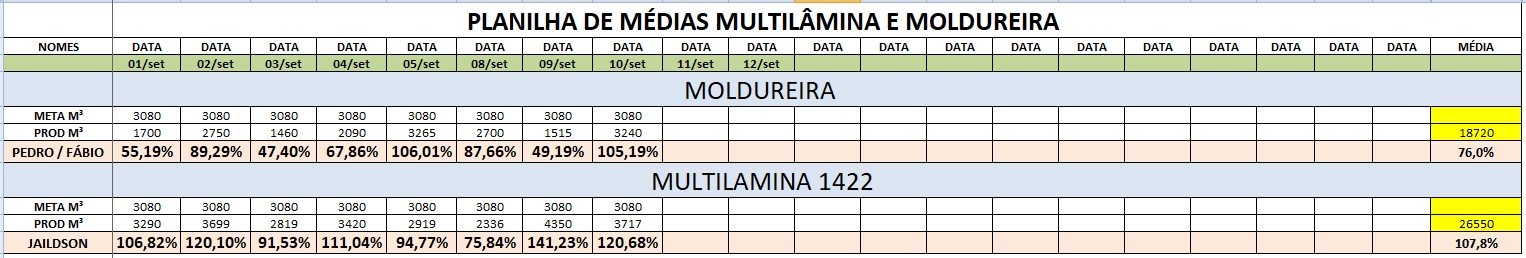 PLANILHA DE MÉDIAS MULTILÂMINA E MOLDUREIRA
NOMES DATA DATA DATA DATA DATA DATA DATA DATA DATA DATA DATA DATA DATA DATA DATA DATA DATA DATA DATA MÉDIA
01/set 02/set 03/set 04/set 05/set 08/set 09/set 10/set 11/set 12/set
MOLDUREIRA
META M³ 3080 3080 3080 3080 3080 3080 3080 3080
PROD M³ 1700 2750 1460 2090 3265 2700 1515 3240 18720
PEDRO / FÁBIO 55,19% 89,29% 47,40% 67,86% 106,01% 87,66% 49,19% 105,19% 76,0%
MULTILAMINA 1422
META M³ 3080 3080 3080 3080 3080 3080 3080 3080
PROD M³ 3290 3699 2819 3420 2919 2336 4350 3717 26550
JAILDSON 106,82% 120,10% 91,53% 111,04% 94,77% 75,84% 141,23% 120,68% 107,8%